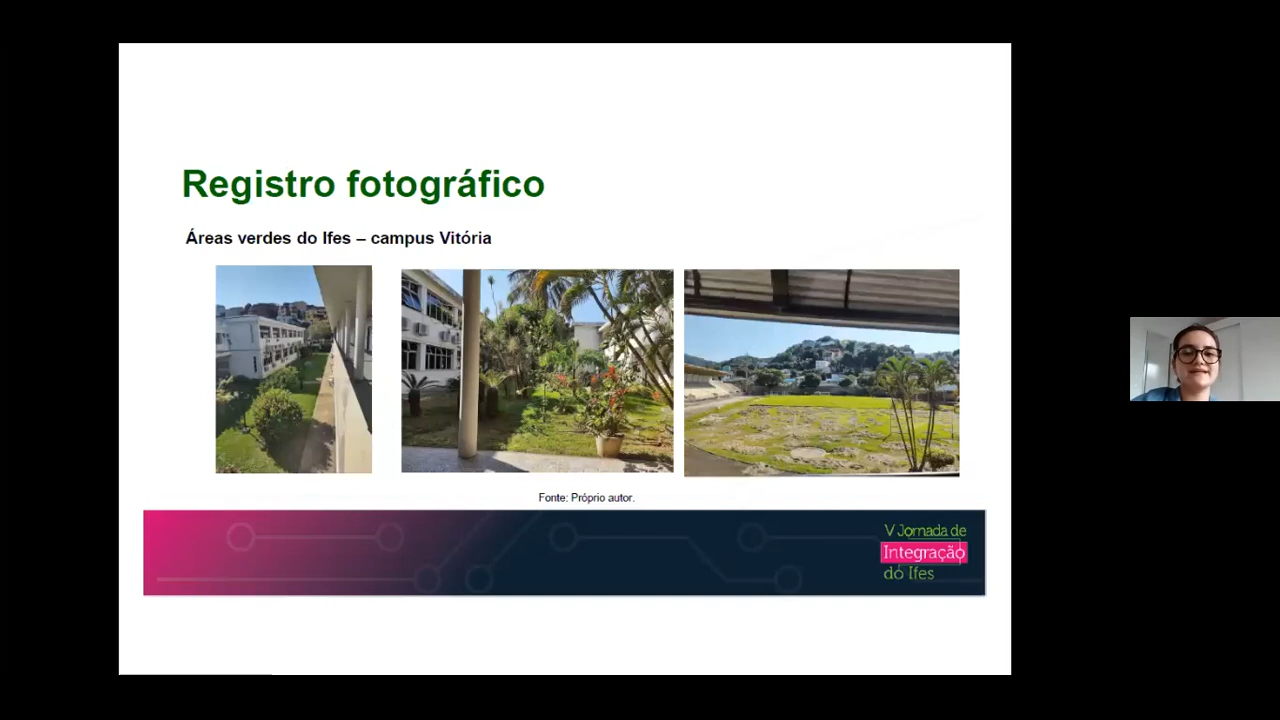 Registro fotográfico
Áreas verdes do Ifes – campus Vitória
Fonte: Próprio autor.
V Jornada de
Integração
do Ifes